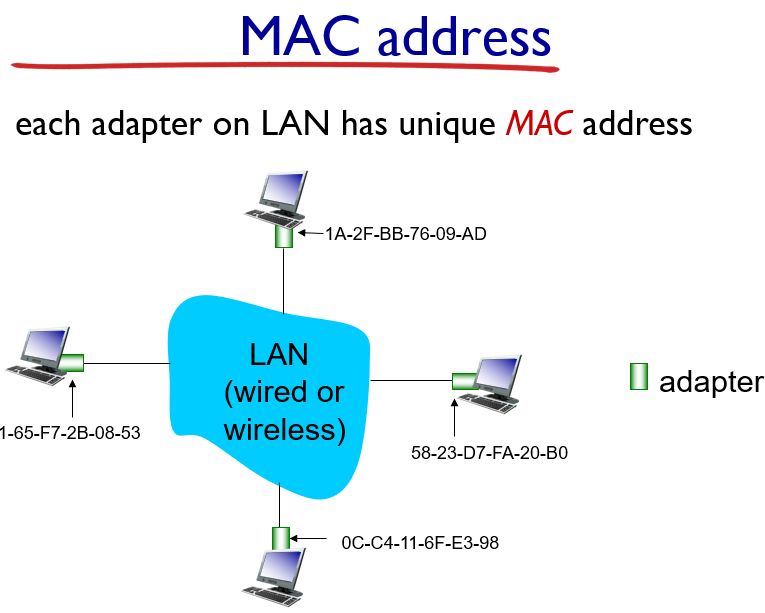 MAC address
each adapter on LAN has unique MAC address
1A-2F-BB-76-09-AD
LAN
(wired or
wireless)
adapter
1-65-F7-2B-08-53
58-23-D7-FA-20-B0
0C-C4-11-6F-E3-98